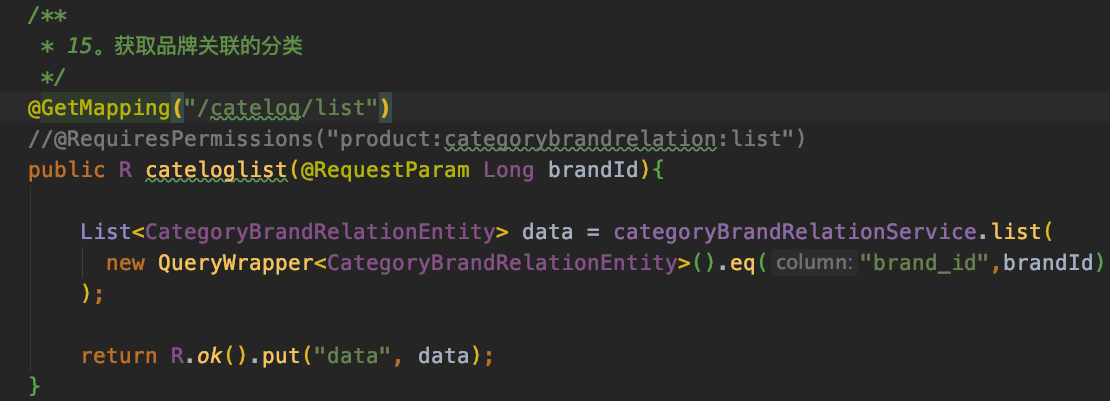 /**
* 15。获取品牌关联的分类
*/
@GetMapping("/catelog/list")
//@RequiresPermissions("product:categorybrandrelation:list")
public R cateloglist(@RequestParam Long brandId){
List<CategoryBrandRelationEntity> data = categoryBrandRelationService.list(
new QueryWrapper<CategoryBrandRelationEntity>().eq( column: "brand_id",brandId)
);
return R.ok().put("data", data);
}